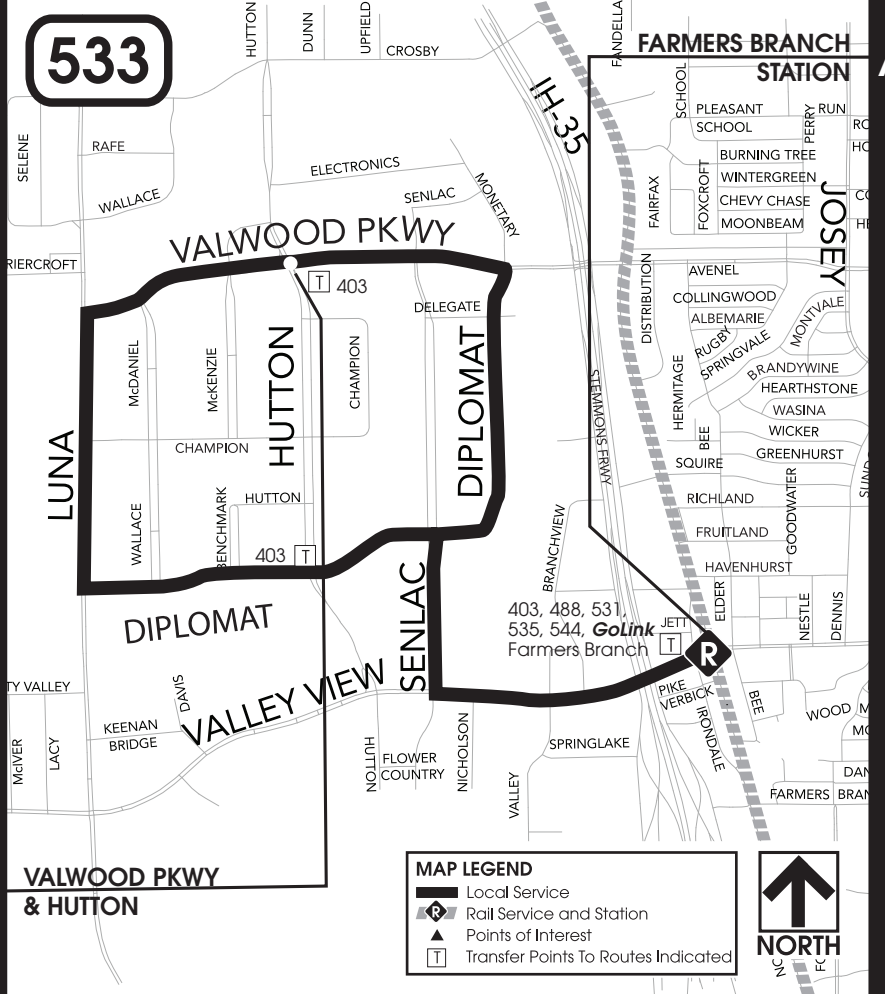 533
HUTTON
DUNN
UPFIELD
CROSBY
FANDELLA
FARMERS BRANCH
STATION
IH-35
SELENE
RAFE
WALLACE
ELECTRONICS
SENLAC
MONETARY
SCHOOL
PLEASANT
RUN
SCHOOL
PERRY
BURNING TREE
WINTERGREEN
CHEVY CHASE
MOONBEAM
FAIRFAX
FOXCROFT
JOSEY
VALWOOD PKWY
RIERCROFT
T 403
DELEGATE
DISTRIBUTION
AVENEL
COLLINGWOOD
ALBEMARIE
RUGBY
SPRINGVALE
MONTVALE
BRANDYWINE
HEARTHSTONE
WASINA
WICKER
GREENHURST
McDANIEL
McKENZIE
HUTTON
CHAMPION
DIPLOMAT
STEMMONS FRWY
HERMITAGE
BEE
SQUIRE
LUNA
CHAMPION
RICHLAND
GOODWATER
SUND
WALLACE
BENCHMARK
HUTTON
403 T
FRUITLAND
HAVENHURST
BRANCHVIEW
DIPLOMAT
SENLAC
403, 488, 531,
535, 544, GoLink
Farmers Branch
T
JETT
R
ELDER
NESTLE
DENNIS
TY VALLEY
DAVIS
VALLEY VIEW
PIKE
VERBICK
IRONDALE
BEE
WOOD
McIVER
LACY
KEENAN
BRIDGE
HUTTON
FLOWER
COUNTRY
NICHOLSON
VALLEY
SPRINGLAKE
DAN
FARMERS BRAN
VALWOOD PKWY
& HUTTON
MAP LEGEND
Local Service
R Rail Service and Station
Points of Interest
T Transfer Points To Routes Indicated
NORTH